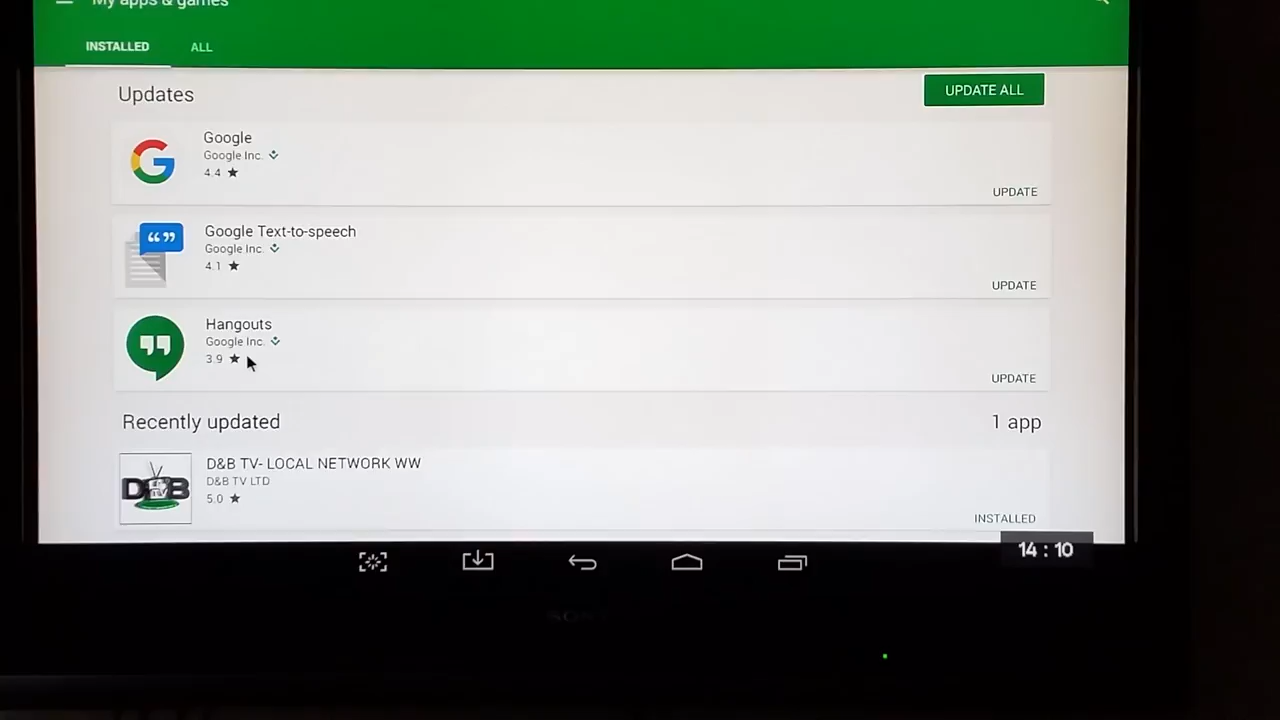 My apps & games
INSTALLED
ALL
Updates
UPDATE ALL
Google
Google Inc.
4.4 ★
UPDATE
Google Text-to-speech
Google Inc.
4.1 ★
UPDATE
Hangouts
Google Inc.
3.9 ★
UPDATE
Recently updated
1 app
D&B TV- LOCAL NETWORK WW
D&B TV LTD
5.0 ★
D&B
INSTALLED
14 : 10
SONY